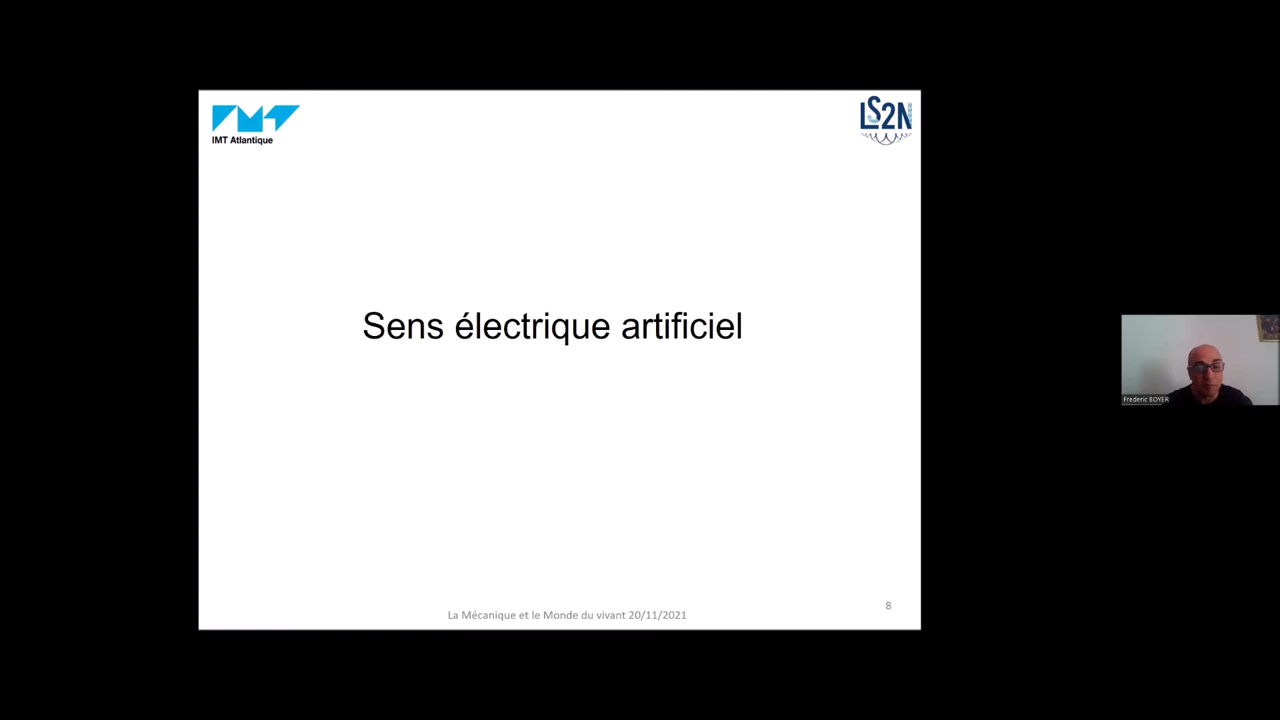 IMT Atlantique
LS2N
Sens électrique artificiel
Frederic BOYER
8
La Mécanique et le Monde du vivant 20/11/2021